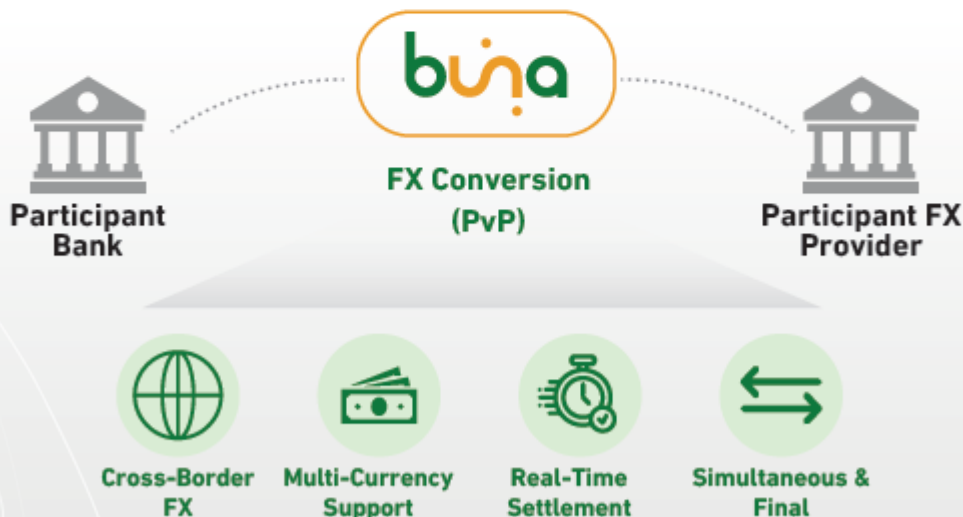 buna
FX Conversion
(PvP)
Participant
Bank
Participant FX
Provider
Cross-Border
FX
Multi-Currency
Support
Real-Time
Settlement
Simultaneous &
Final